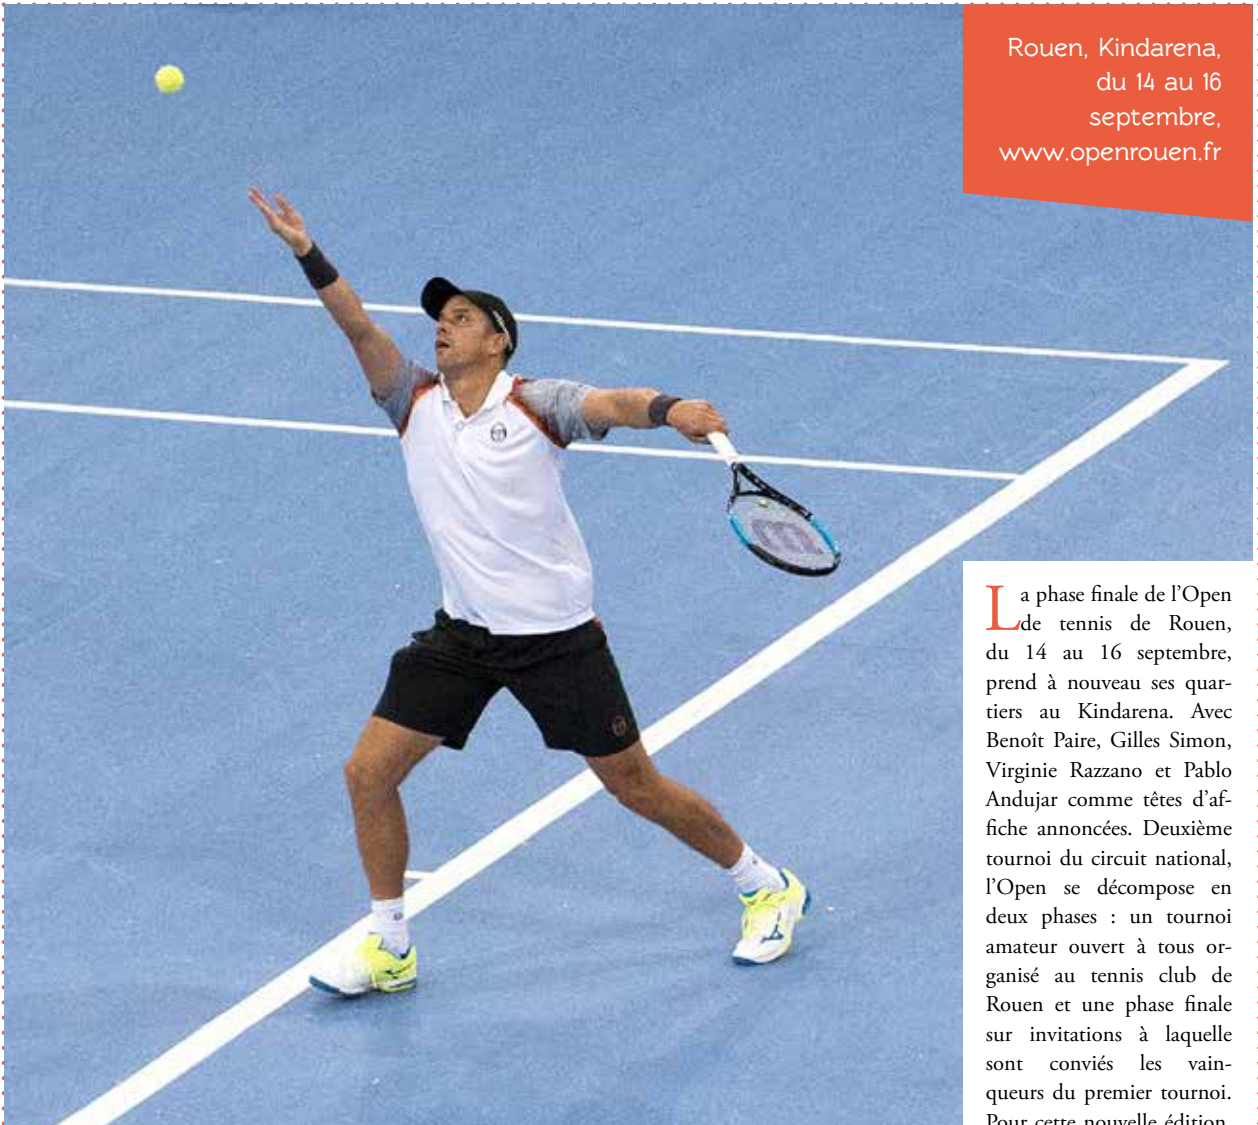 Rouen, Kindarena,
du 14 au 16
septembre,
www.openrouen.fr
La phase finale de l'Open
de tennis de Rouen,
du 14 au 16 septembre,
prend à nouveau ses quar-
tiers au Kindarena. Avec
Benoît Paire, Gilles Simon,
Virginie Razzano et Pablo
Andujar comme têtes d'af-
fiche annoncées. Deuxième
tournoi du circuit national,
l'Open se décompose en
deux phases : un tournoi
amateur ouvert à tous or-
ganisé au tennis club de
Rouen et une phase finale
sur invitations à laquelle
sont conviés les vain-
queurs du premier tournoi.
Pour cette nouvelle édition,